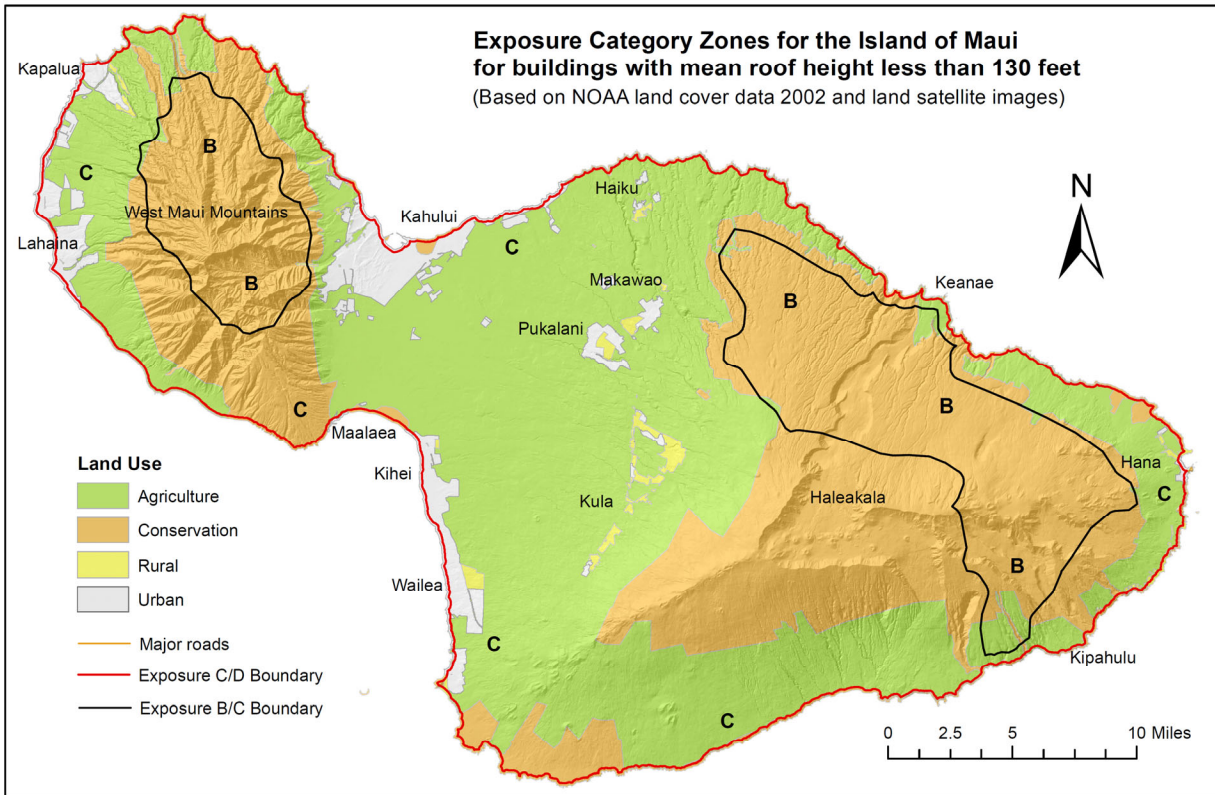 Exposure Category Zones for the Island of Maui
for buildings with mean roof height less than 130 feet
(Based on NOAA land cover data 2002 and land satellite images)
Kapalua
B
C
West Maui Mountains
Lahaina
B
C
Kahului
C
Haiku
Makawao
Pukalani
N
Keanae
B
B
Maalaea
Kihei
Kula
Haleakala
Hana
C
B
Wailea
C
Kipahulu
C
Land Use
Agriculture
Conservation
Rural
Urban
Major roads
Exposure C/D Boundary
Exposure B/C Boundary
0 2.5 5 10 Miles